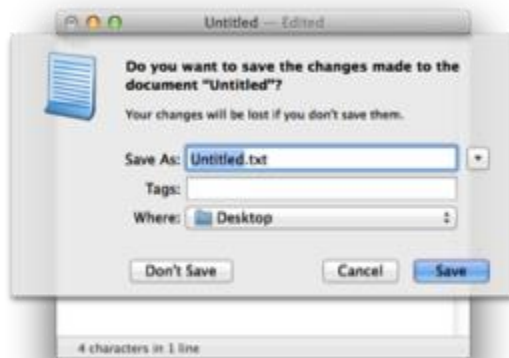 Untitled — Edited
Do you want to save the changes made to the
document "Untitled"?
Your changes will be lost if you don't save them.
Save As: Untitled.txt
Tags:
Where: Desktop
Don't Save Cancel Save
4 characters in 1 line